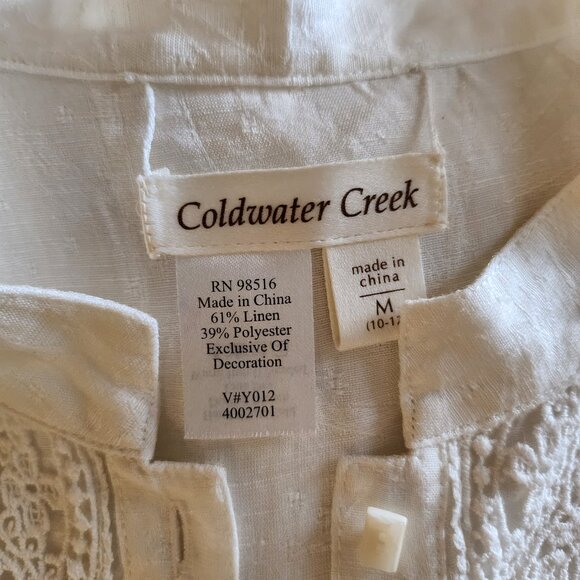 Coldwater Creek
RN 98516
Made in China
61% Linen
39% Polyester
Exclusive Of
Decoration
V#Y012
4002701
made in
china
M